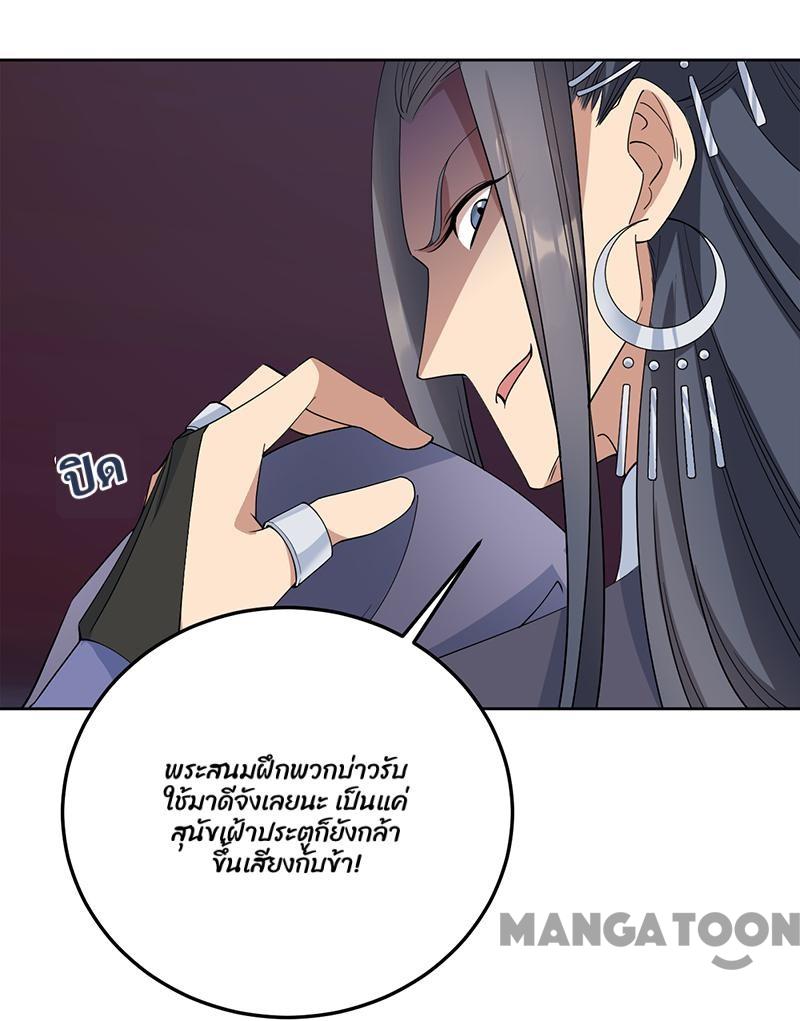 ปิด
พระสนมฝึกพวกบ่าวรับ
ใช้มาดีจังเลยนะ เป็นแค่
สุนัขเฝ้าประตูก็ยังกล้า
ขึ้นเสียงกับข้า!
MANGATOON